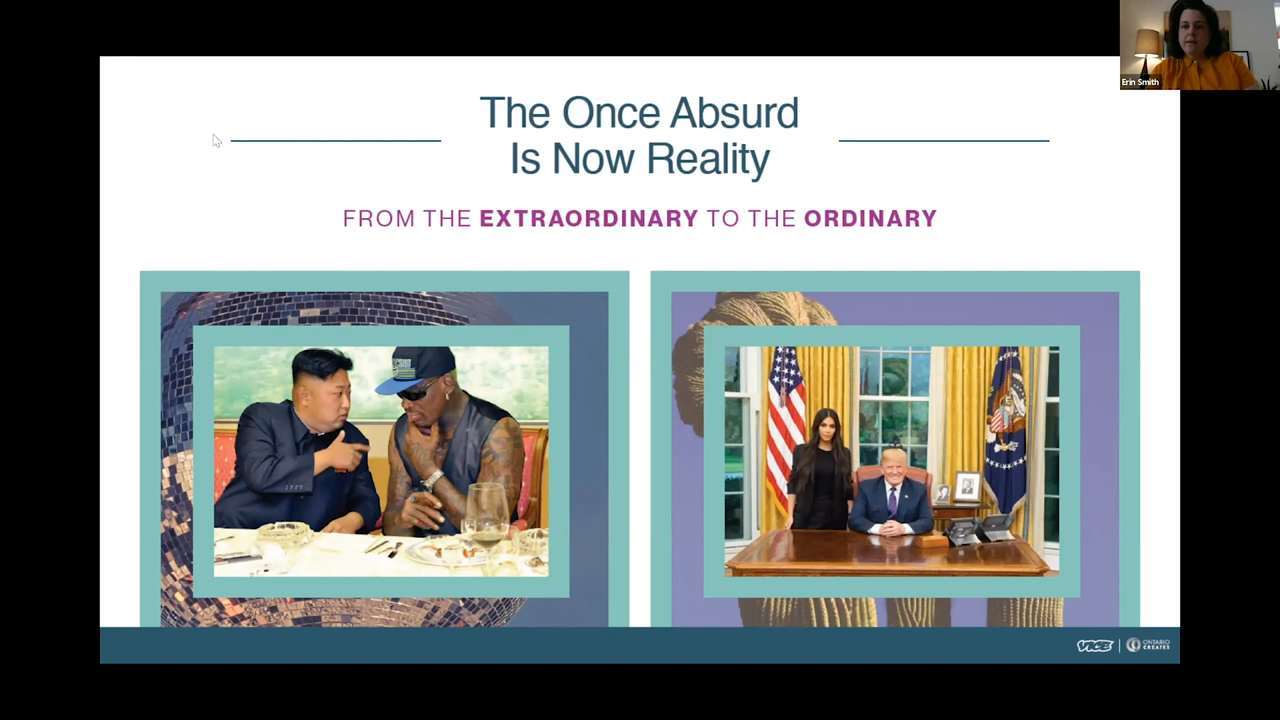 Erin Smith
The Once Absurd
Is Now Reality
FROM THE EXTRAORDINARY TO THE ORDINARY
VICE
ONTARIO
CREATES